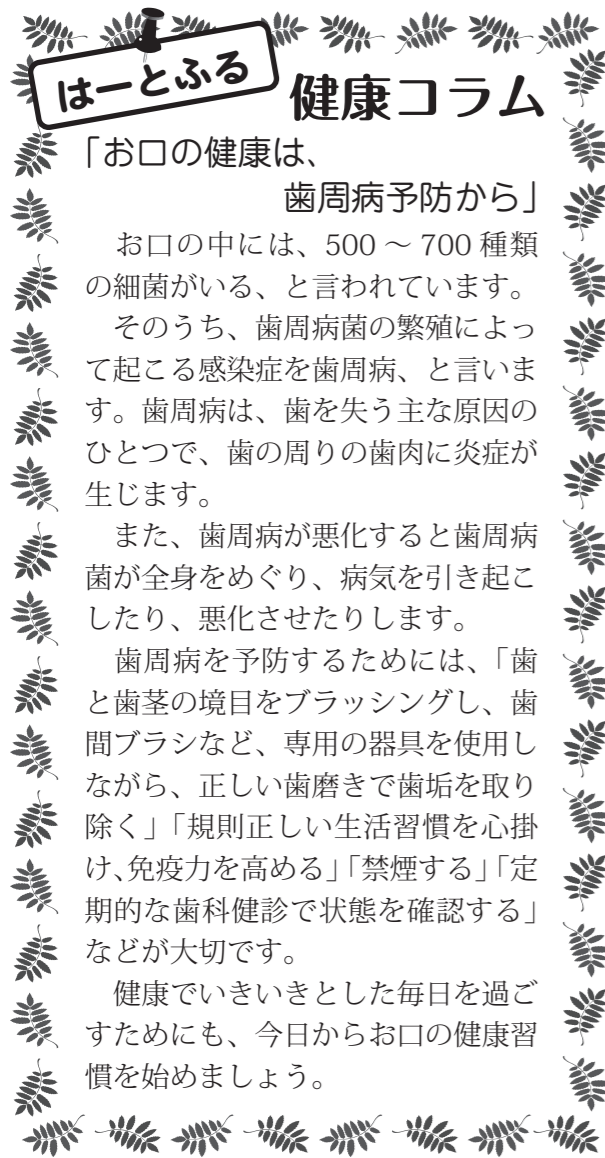 はーとふる
健康コラム
「お口の健康は、
歯周病予防から」
お口の中には、500 ～ 700 種類
の細菌がいる、と言われています。
そのうち、歯周病菌の繁殖によっ
て起こる感染症を歯周病、と言いま
す。歯周病は、歯を失う主な原因の
ひとつで、歯の周りの歯肉に炎症が
生じます。
また、歯周病が悪化すると歯周病
菌が全身をめぐり、病気を引き起こ
したり、悪化させたりします。
歯周病を予防するためには、「歯
と歯茎の境目をブラッシングし、歯
間ブラシなど、専用の器具を使用し
ながら、正しい歯磨きで歯垢を取り
除く」「規則正しい生活習慣を心掛
け、免疫力を高める」「禁煙する」「定
期的な歯科健診で状態を確認する」
などが大切です。
健康でいきいきとした毎日を過ご
すためにも、今日からお口の健康習
慣を始めましょう。